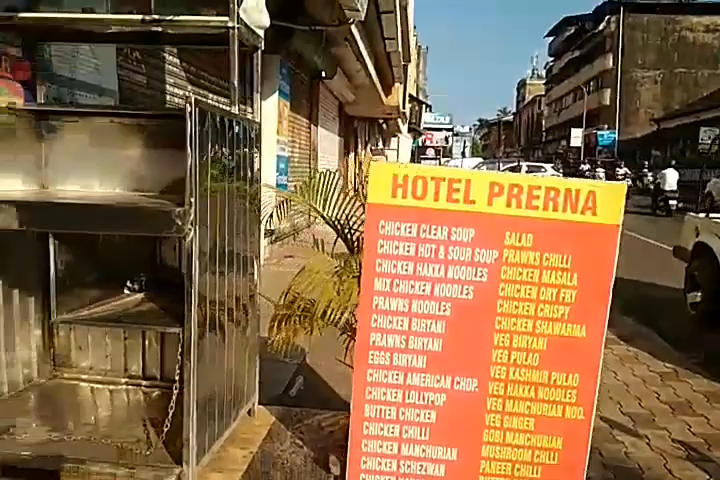 HOTEL PRERNA
CHICKEN CLEAR SOUP
CHICKEN HOT & SOUR SOUP
CHICKEN HAKKA NOODLES
MIX CHICKEN NOODLES
PRAWNS NOODLES
CHICKEN BIRYANI
PRAWNS BIRYANI
EGGS BIRYANI
CHICKEN AMERICAN CHOP.
CHICKEN LOLLYPOP
BUTTER CHICKEN
CHICKEN CHILLI
CHICKEN MANCHURIAN
CHICKEN SCHEZWAN
SALAD
PRAWNS CHILLI
CHICKEN MASALA
CHICKEN DRY FRY
CHICKEN CRISPY
CHICKEN SHAWARMA
VEG BIRYANI
VEG PULAO
VEG KASHMIR PULAO
VEG HAKKA NOODLES
VEG MANCHURIAN NOO.
VEG GINGER
GOBI MANCHURIAN
MUSHROOM CHILLI
PANEER CHILLI